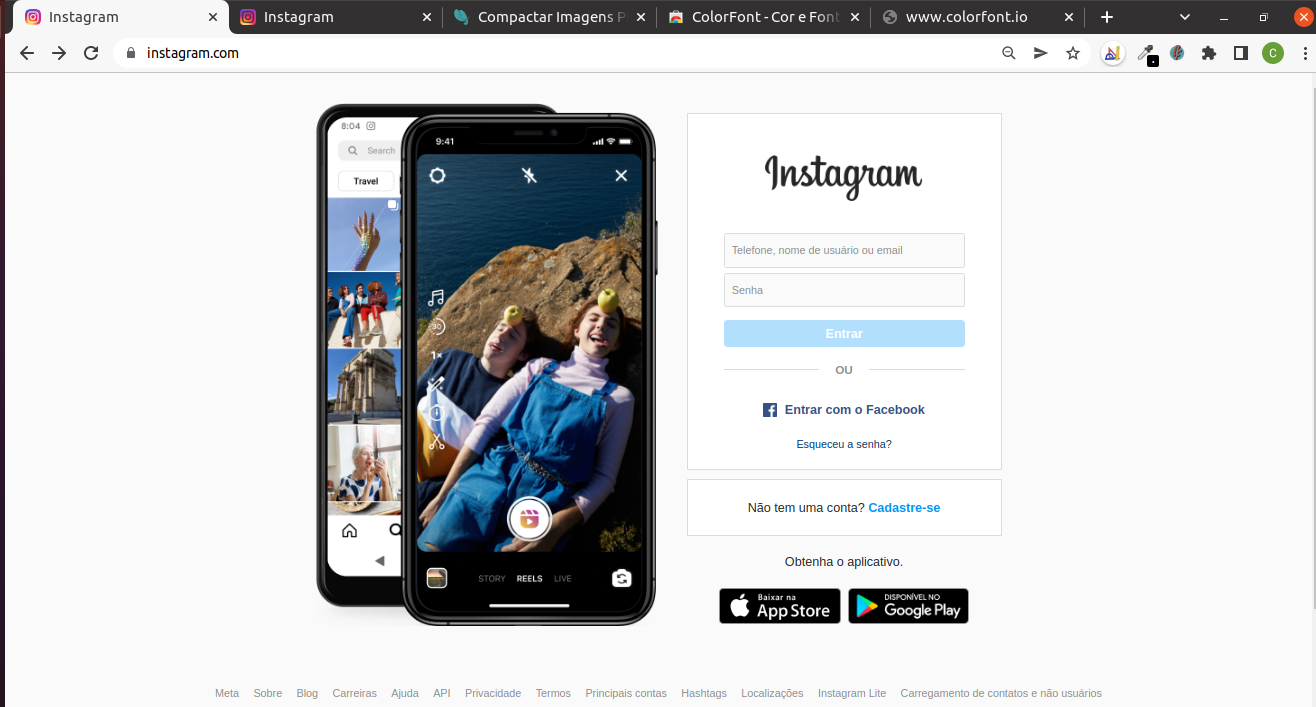 Instagram
Instagram
Compactar Imagens P
ColorFont - Cor e Font
www.colorfont.io
instagram.com
C
8:04
Search
Travel
9:41
30
1x
STORY REELS LIVE
Instagram
Telefone, nome de usuário ou email
Senha
Entrar
OU
Entrar com o Facebook
Esqueceu a senha?
Não tem uma conta? Cadastre-se
Obtenha o aplicativo.
Baixar na
App Store
DISPONÍVEL NO
Google Play
Meta Sobre Blog Carreiras Ajuda API Privacidade Termos Principais contas Hashtags Localizações Instagram Lite Carregamento de contatos e não usuários